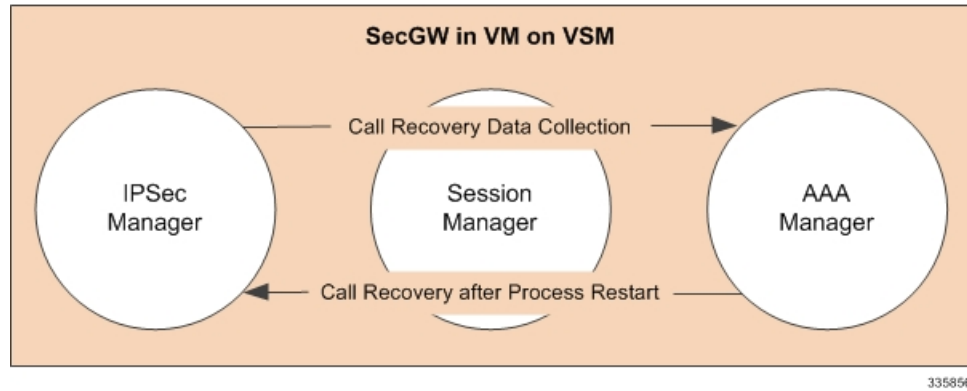 SecGW in VM on VSM
Call Recovery Data Collection
IPSec
Manager
Session
Manager
AAA
Manager
Call Recovery after Process Restart
335856